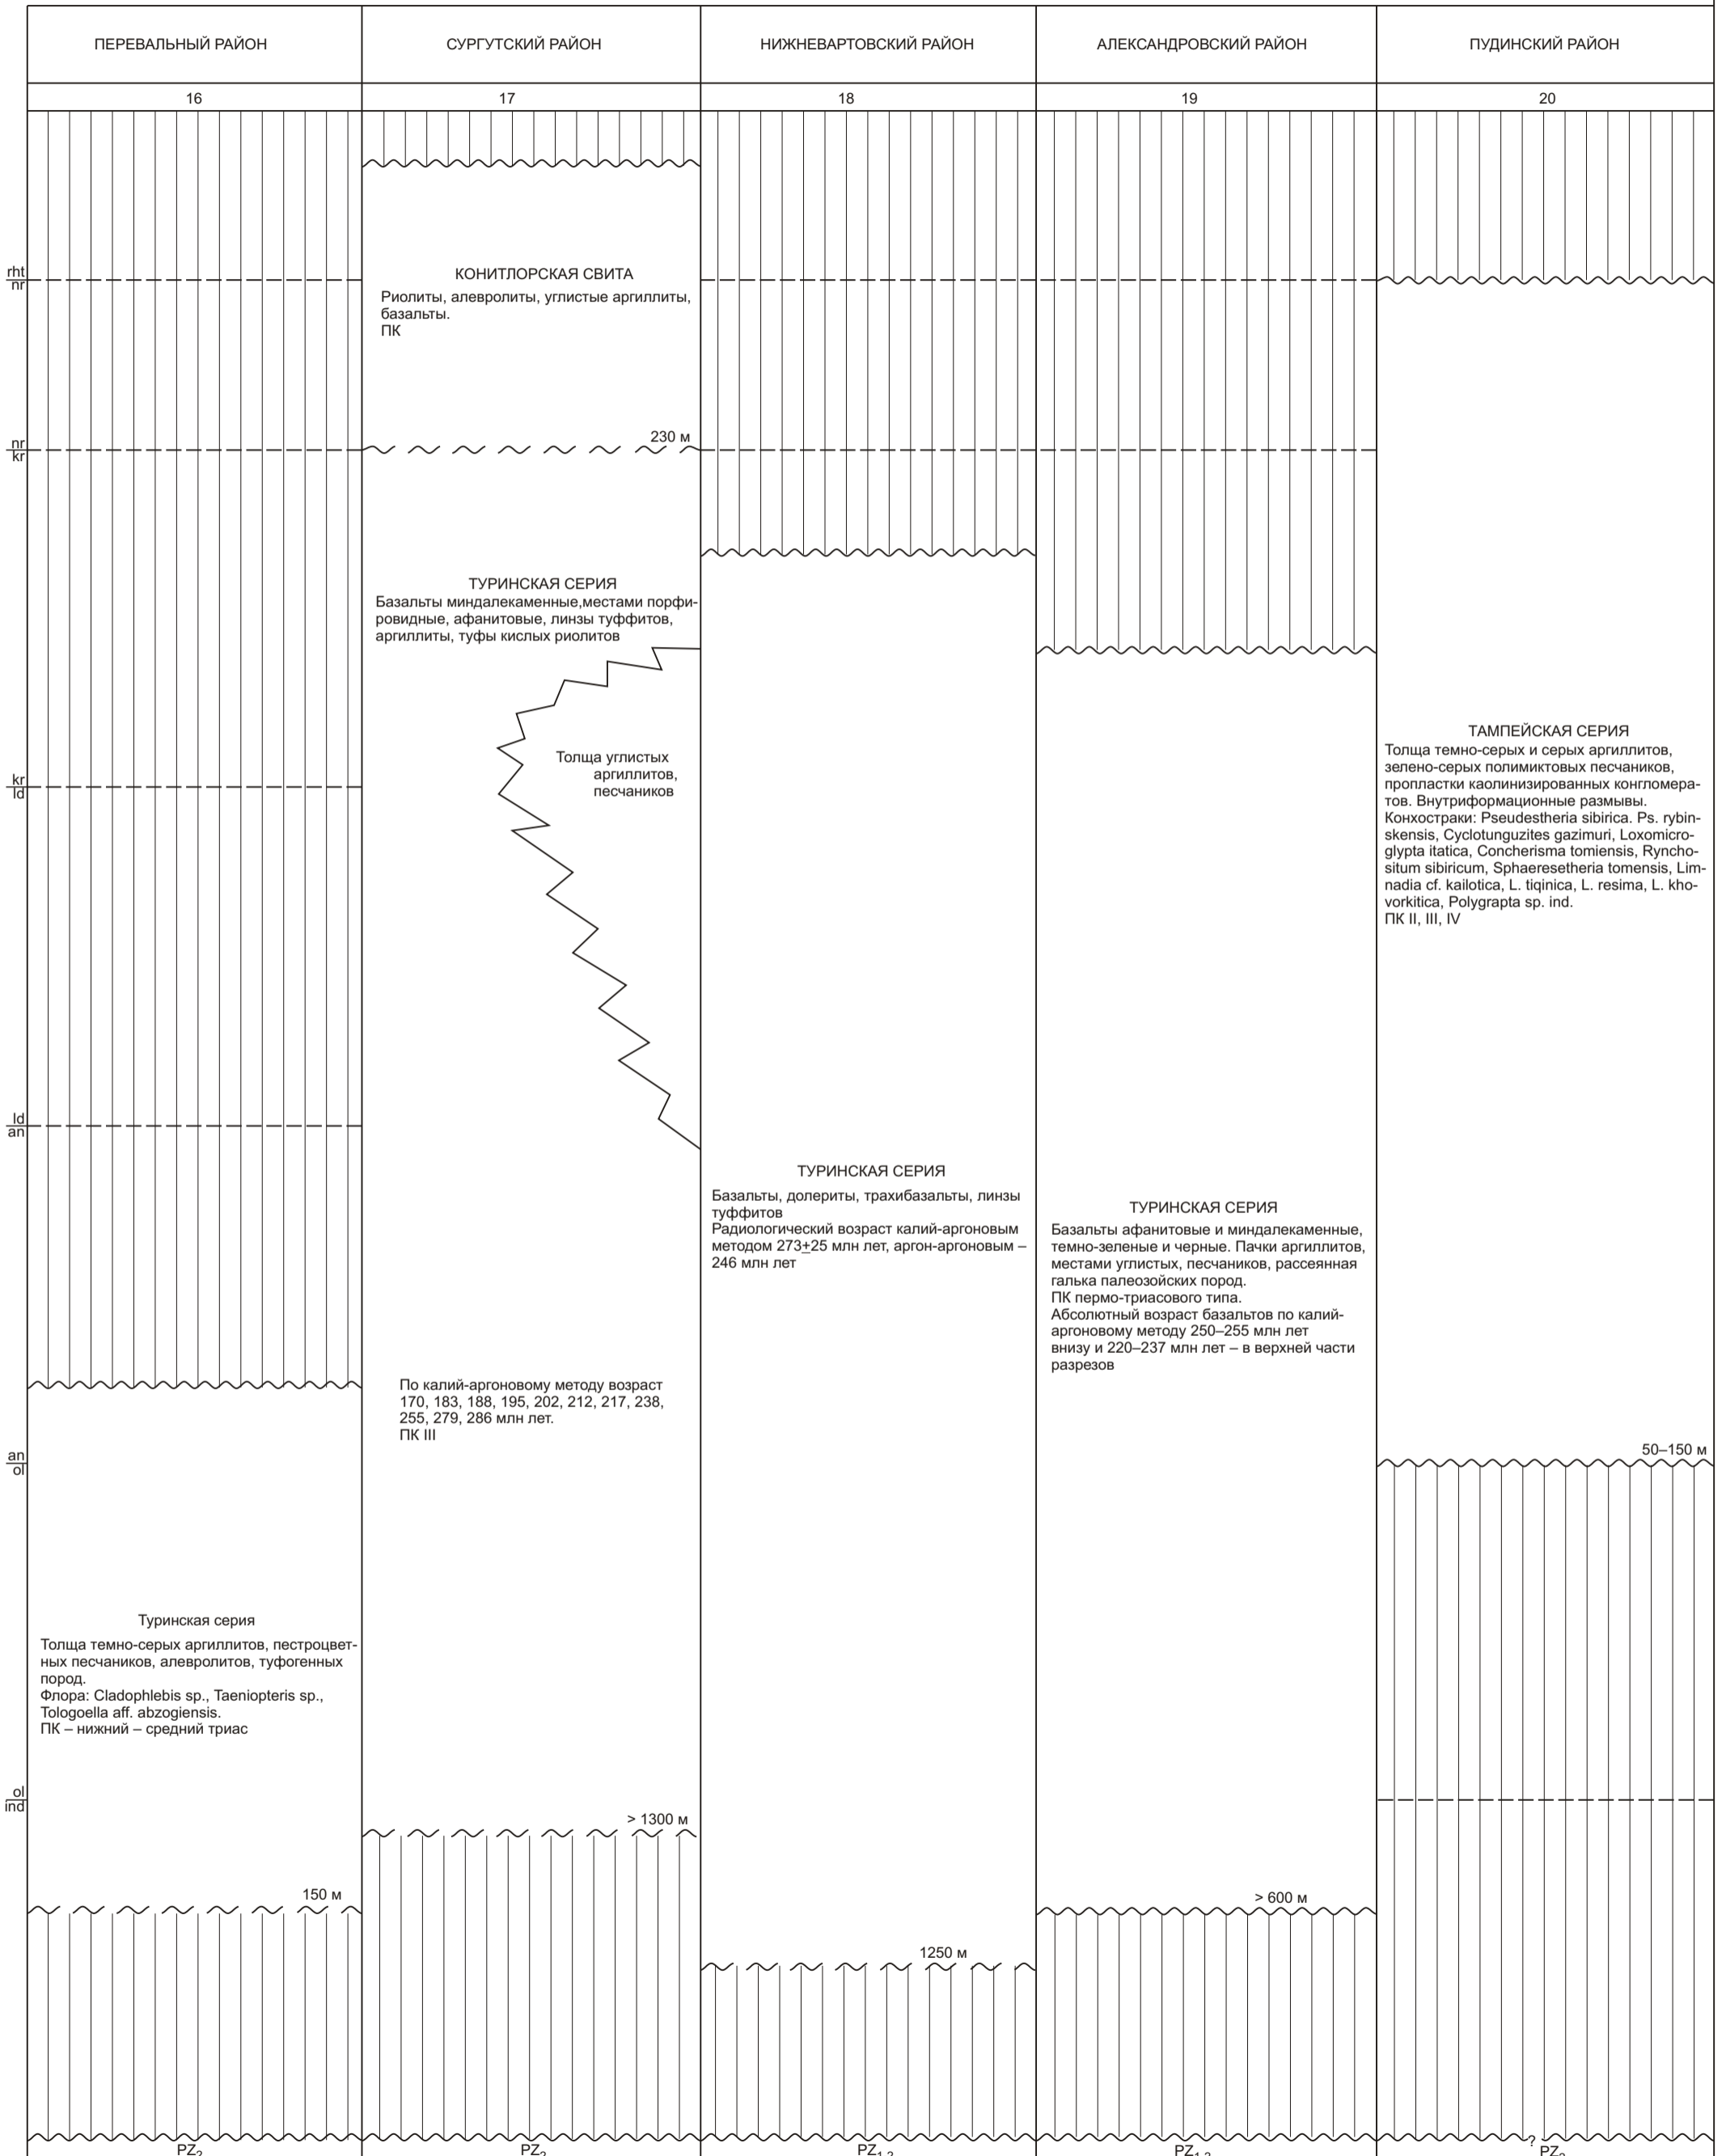 ПЕРЕВАЛЬНЫЙ РАЙОН
СУРГУТСКИЙ РАЙОН
НИЖНЕВАРТОВСКИЙ РАЙОН
АЛЕКСАНДРОВСКИЙ РАЙОН
ПУДИНСКИЙ РАЙОН
16
17
18
19
20
rht
nr
nr
kr
kr
ld
ld
an
an
ol
ol
ind
Туринская серия
Толща темно-серых аргиллитов, пестроцвет-
ных песчаников, алевролитов, туфогенных
пород.
Флора: Cladophlebis sp., Taeniopteris sp.,
Tologoella aff. abzogiensis.
ПК – нижний – средний триас
150 м
PZ2
КОНИТЛОРСКАЯ СВИТА
Риолиты, алевролиты, углистые аргиллиты,
базальты.
ПК
230 м
ТУРИНСКАЯ СЕРИЯ
Базальты миндалекаменные,местами порфи-
ровидные, афанитовые, линзы туффитов,
аргиллиты, туфы кислых риолитов
Толща углистых
аргиллитов,
песчаников
По калий-аргоновому методу возраст
170, 183, 188, 195, 202, 212, 217, 238,
255, 279, 286 млн лет.
ПК III
> 1300 м
PZ2
ТУРИНСКАЯ СЕРИЯ
Базальты, долериты, трахибазальты, линзы
туффитов
Радиологический возраст калий-аргоновым
методом 273±25 млн лет, аргон-аргоновым –
246 млн лет
1250 м
PZ1-2
ТУРИНСКАЯ СЕРИЯ
Базальты афанитовые и миндалекаменные,
темно-зеленые и черные. Пачки аргиллитов,
местами углистых, песчаников, рассеянная
галька палеозойских пород.
ПК пермо-триасового типа.
Абсолютный возраст базальтов по калий-
аргоновому методу 250–255 млн лет
внизу и 220–237 млн лет – в верхней части
разрезов
> 600 м
PZ1-2
ТАМПЕЙСКАЯ СЕРИЯ
Толща темно-серых и серых аргиллитов,
зелено-серых полимиктовых песчаников,
пропластки каолинизированных конгломера-
тов. Внутриформационные размывы.
Конхостраки: Pseudestheria sibirica. Ps. rybin-
skensis, Cyclotunguzites gazimuri, Loxomicro-
glypta itatica, Concherisma tomiensis, Ryncho-
situm sibiricum, Sphaeresetheria tomensis, Lim-
nadia cf. kailotica, L. tiqinica, L. resima, L. kho-
vorkitica, Polygrapta sp. ind.
ПК II, III, IV
50–150 м
?
PZ2